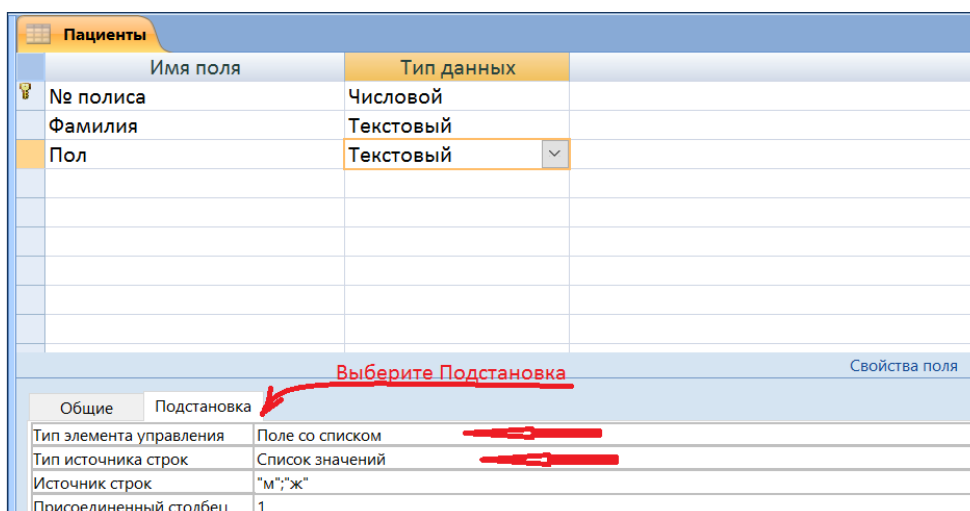 Пациенты
Имя поля Тип данных
№ полиса Числовой
Фамилия Текстовый
Пол Текстовый
Свойства поля
Выберите Подстановка
Общие Подстановка
Тип элемента управления Поле со списком
Тип источника строк Список значений
Источник строк "м";"ж"
Присоединенный столбец 1